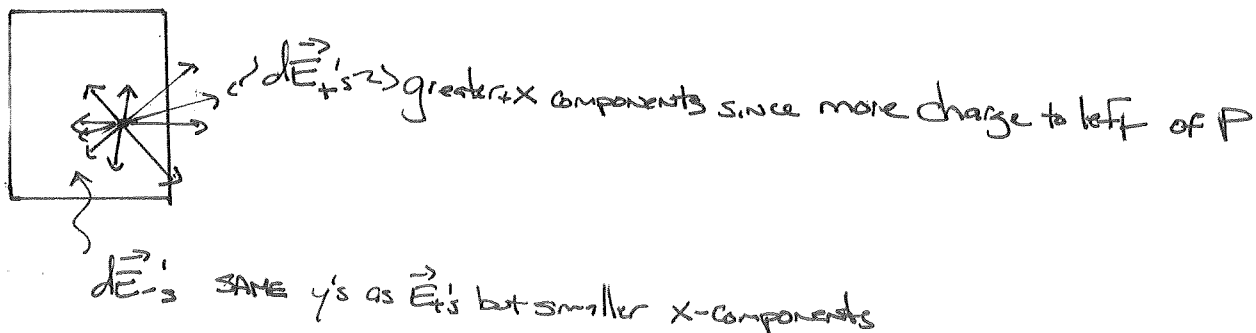 dE⃗₊'s => greater +X components since more charge to left of P
dE⃗₋'s SAME y's as E⃗₊'s but smaller X-components